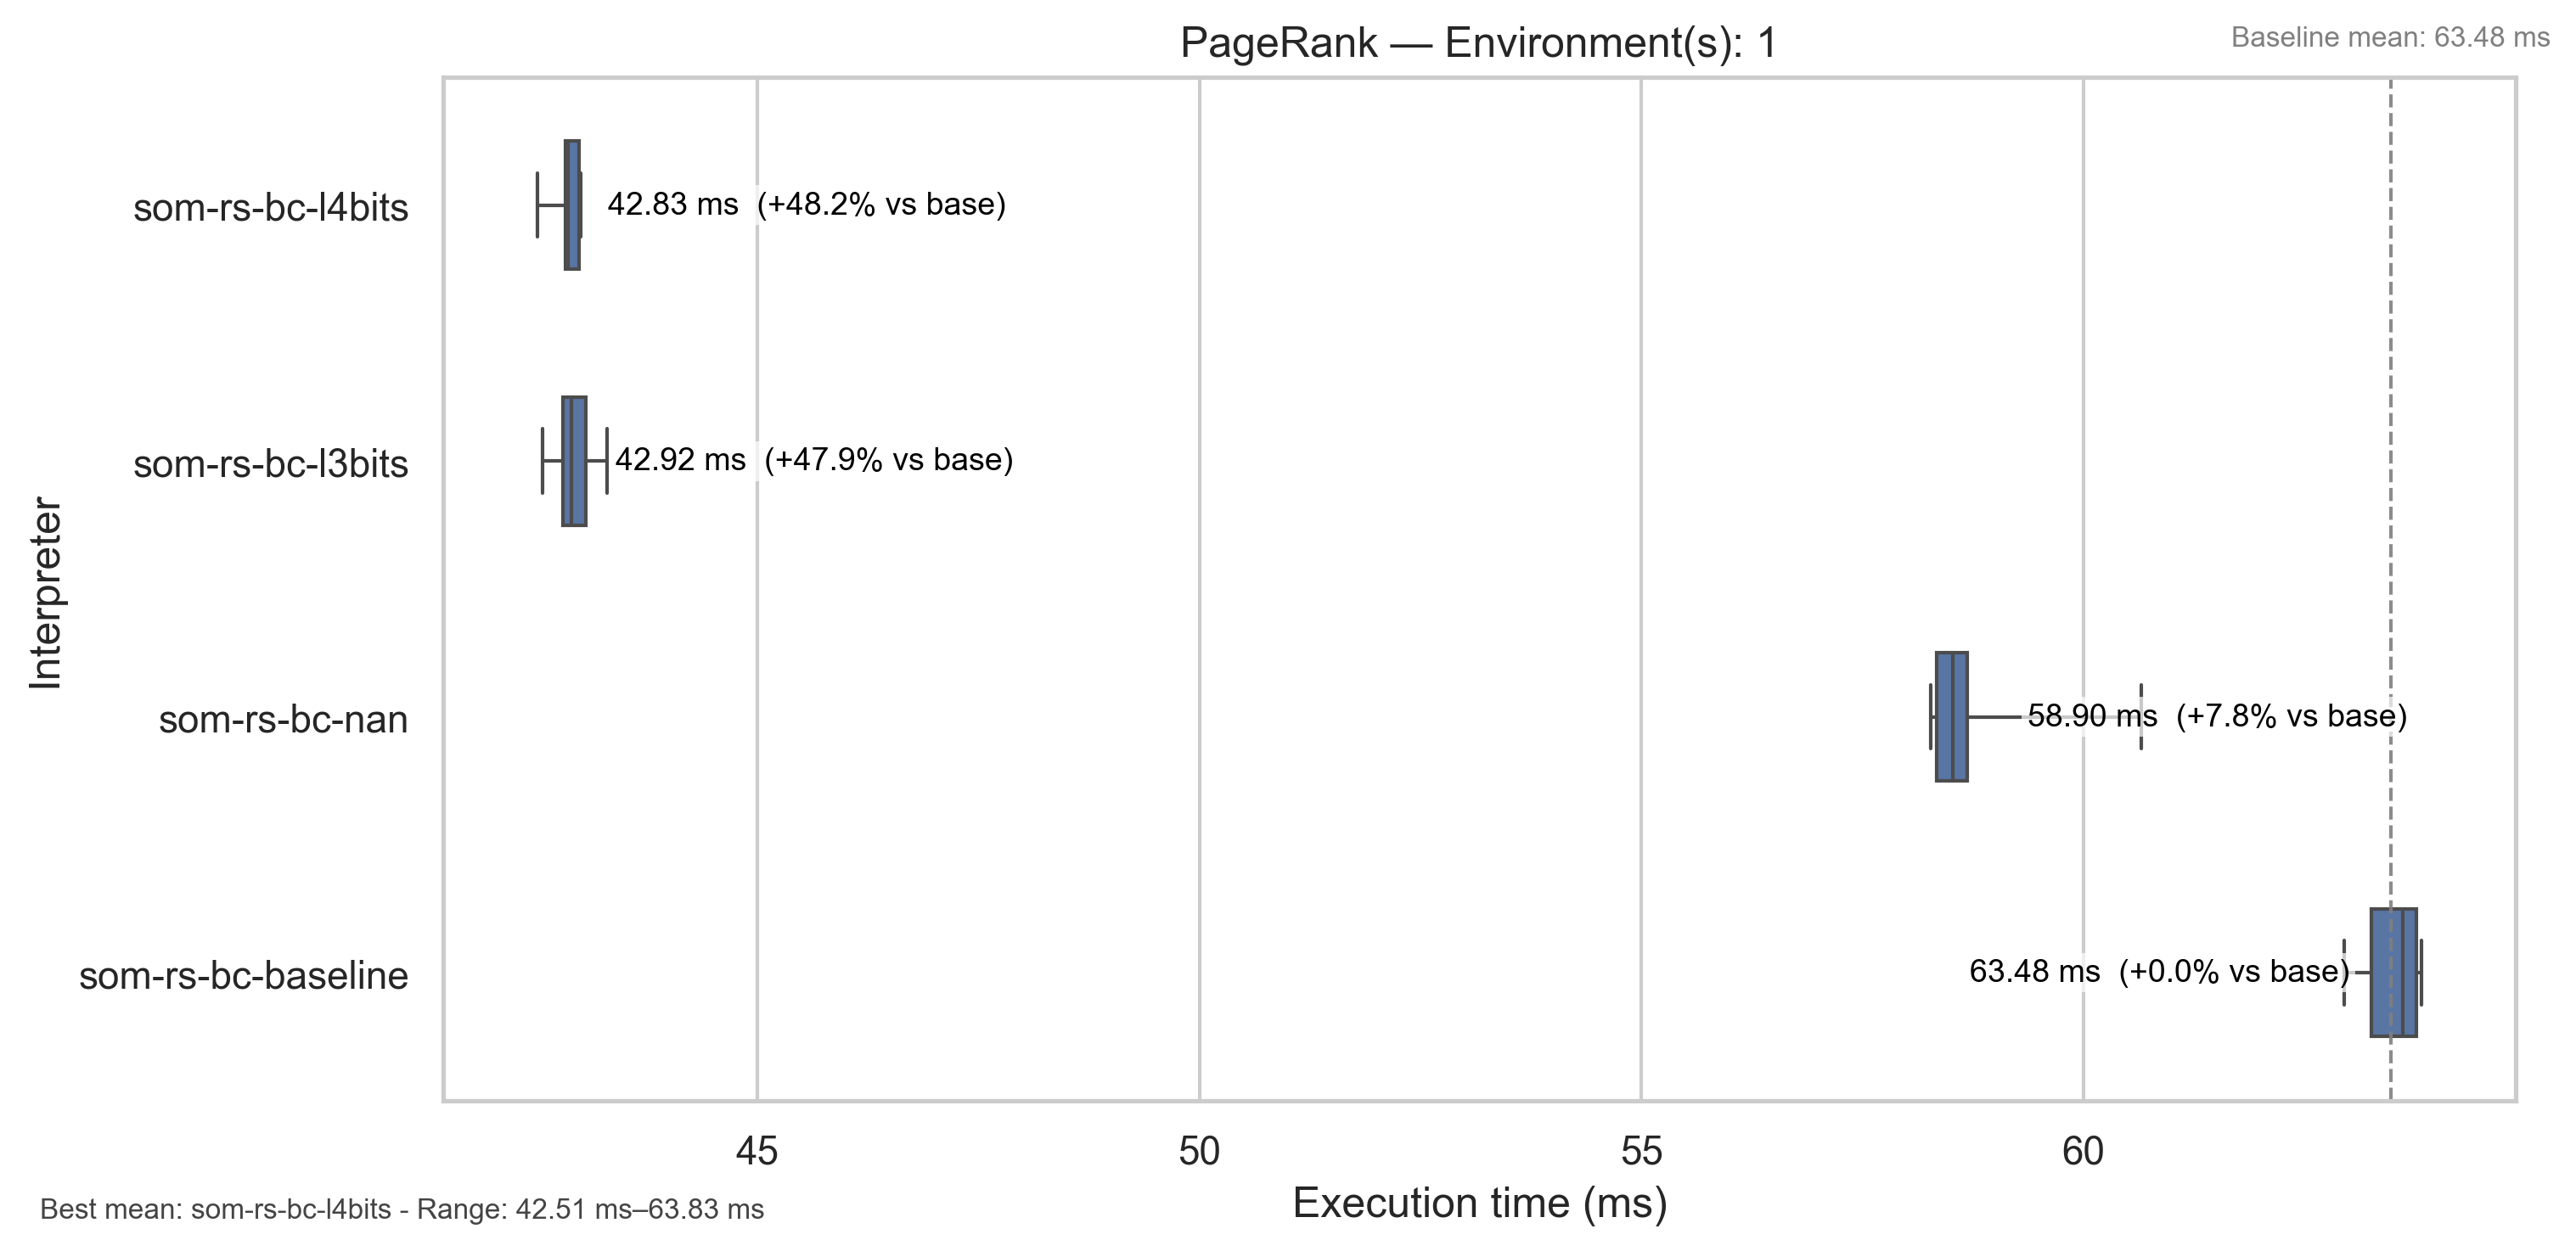 PageRank — Environment(s): 1
Baseline mean: 63.48 ms
Interpreter
som-rs-bc-l4bits
42.83 ms (+48.2% vs base)
som-rs-bc-l3bits
42.92 ms (+47.9% vs base)
som-rs-bc-nan
58.90 ms (+7.8% vs base)
som-rs-bc-baseline
63.48 ms (+0.0% vs base)
45 50 55 60
Execution time (ms)
Best mean: som-rs-bc-l4bits - Range: 42.51 ms–63.83 ms